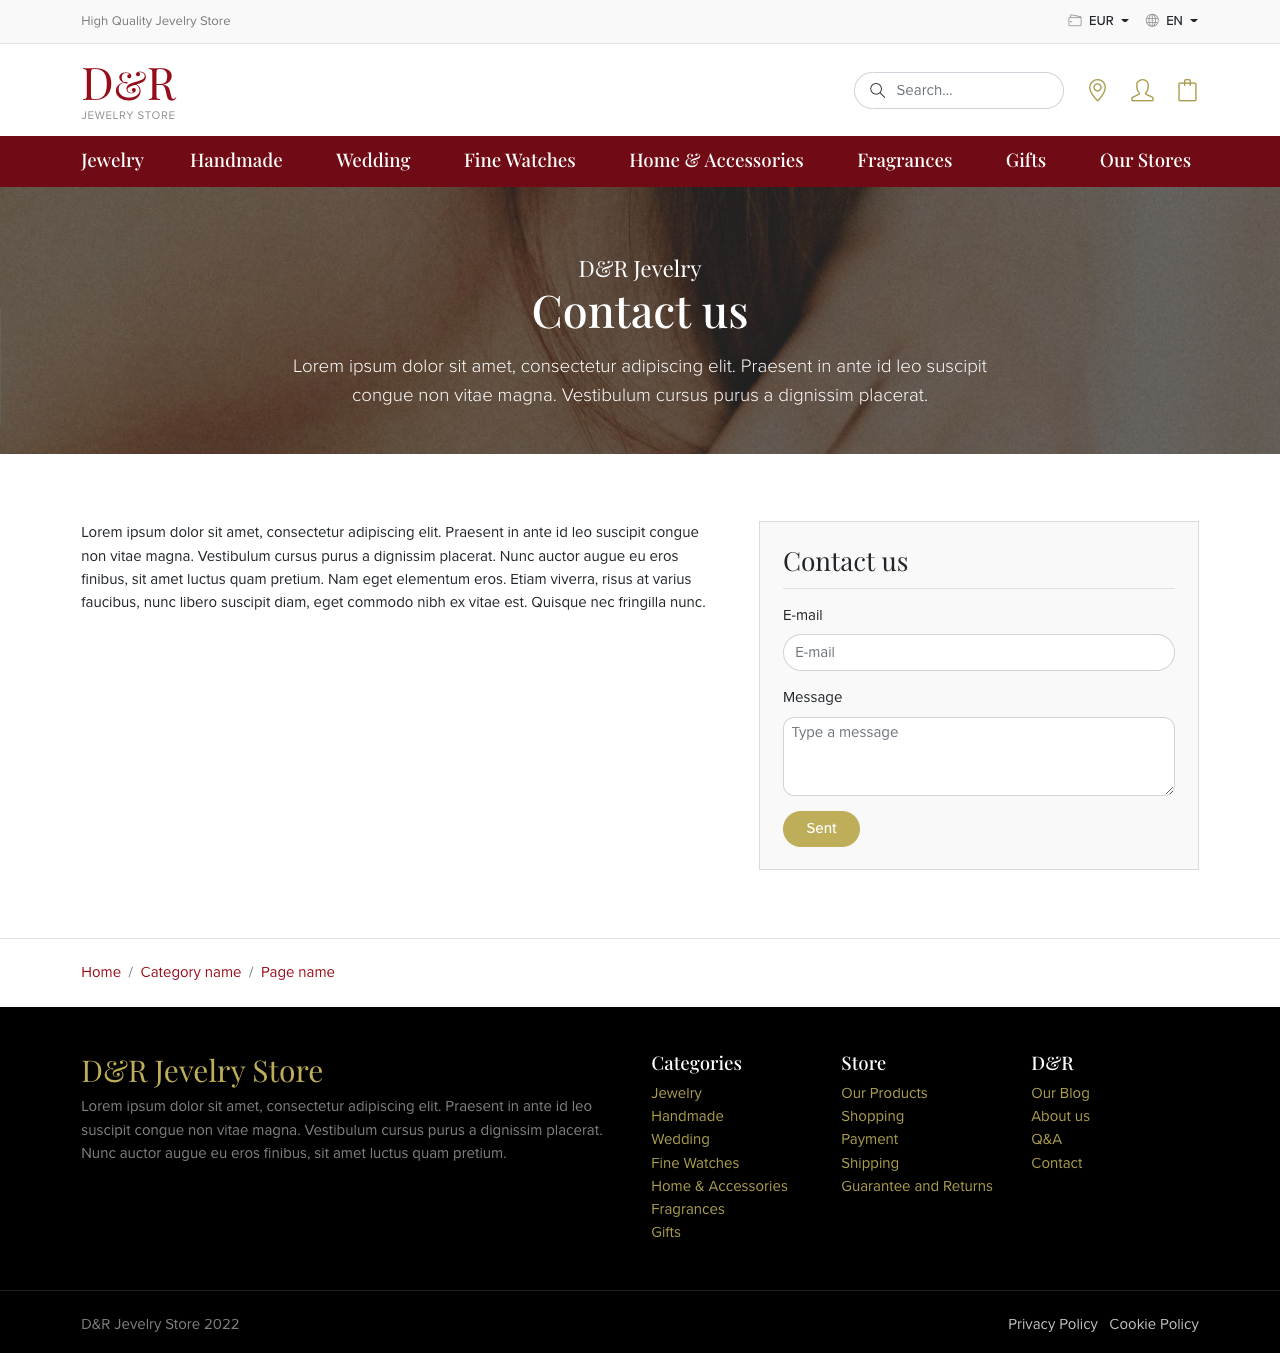 High Quality Jewelry Store
EUR
EN
D&R
JEWELRY STORE
Search...
Jewelry
Handmade
Wedding
Fine Watches
Home & Accessories
Fragrances
Gifts
Our Stores
D&R Jewelry
Contact us
Lorem ipsum dolor sit amet, consectetur adipiscing elit. Praesent in ante id leo suscipit
congue non vitae magna. Vestibulum cursus purus a dignissim placerat.
Lorem ipsum dolor sit amet, consectetur adipiscing elit. Praesent in ante id leo suscipit congue
non vitae magna. Vestibulum cursus purus a dignissim placerat. Nunc auctor augue eu eros
finibus, sit amet luctus quam pretium. Nam eget elementum eros. Etiam viverra, risus at varius
faucibus, nunc libero suscipit diam, eget commodo nibh ex vitae est. Quisque nec fringilla nunc.
Contact us
E-mail
E-mail
Message
Type a message
Sent
Home / Category name / Page name
D&R Jewelry Store
Lorem ipsum dolor sit amet, consectetur adipiscing elit. Praesent in ante id leo
suscipit congue non vitae magna. Vestibulum cursus purus a dignissim placerat.
Nunc auctor augue eu eros finibus, sit amet luctus quam pretium.
Categories
Jewelry
Handmade
Wedding
Fine Watches
Home & Accessories
Fragrances
Gifts
Store
Our Products
Shopping
Payment
Shipping
Guarantee and Returns
D&R
Our Blog
About us
Q&A
Contact
D&R Jewelry Store 2022
Privacy Policy
Cookie Policy